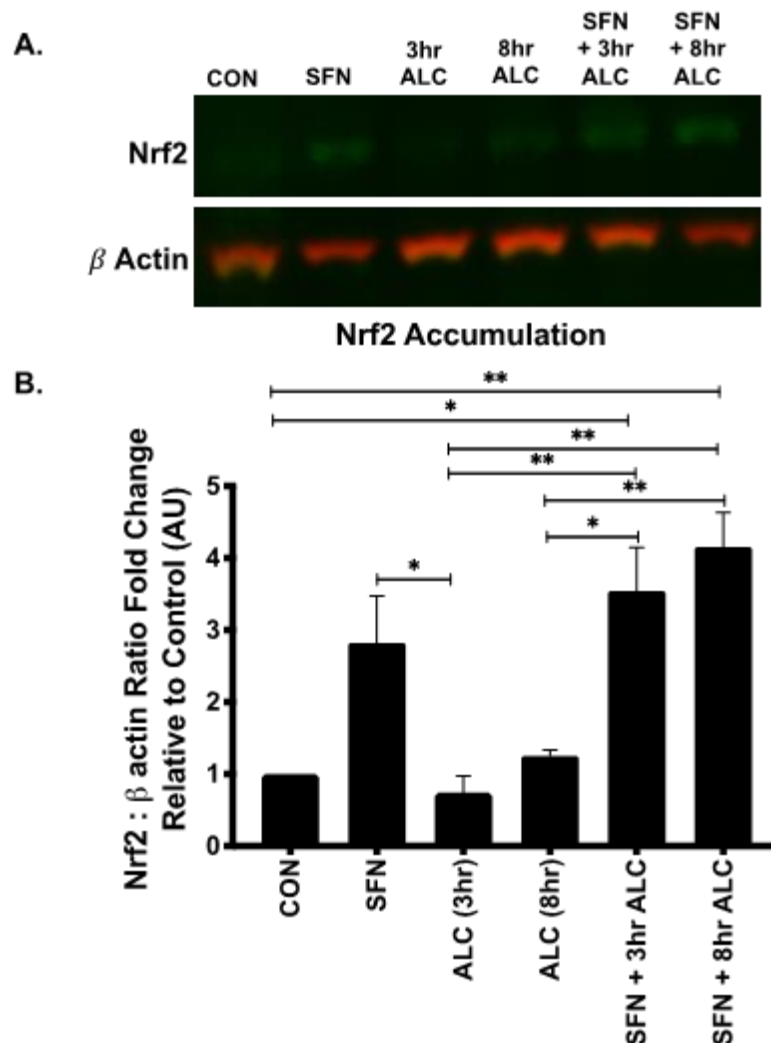 A.
CON
SFN
3hr
ALC
8hr
ALC
SFN
+ 3hr
ALC
SFN
+ 8hr
ALC
Nrf2
β Actin
Nrf2 Accumulation
B.
**
*
**
**
**
*
*
Nrf2 : β actin Ratio Fold Change
Relative to Control (AU)
5
4
3
2
1
0
CON
SFN
ALC (3hr)
ALC (8hr)
SFN + 3hr ALC
SFN + 8hr ALC